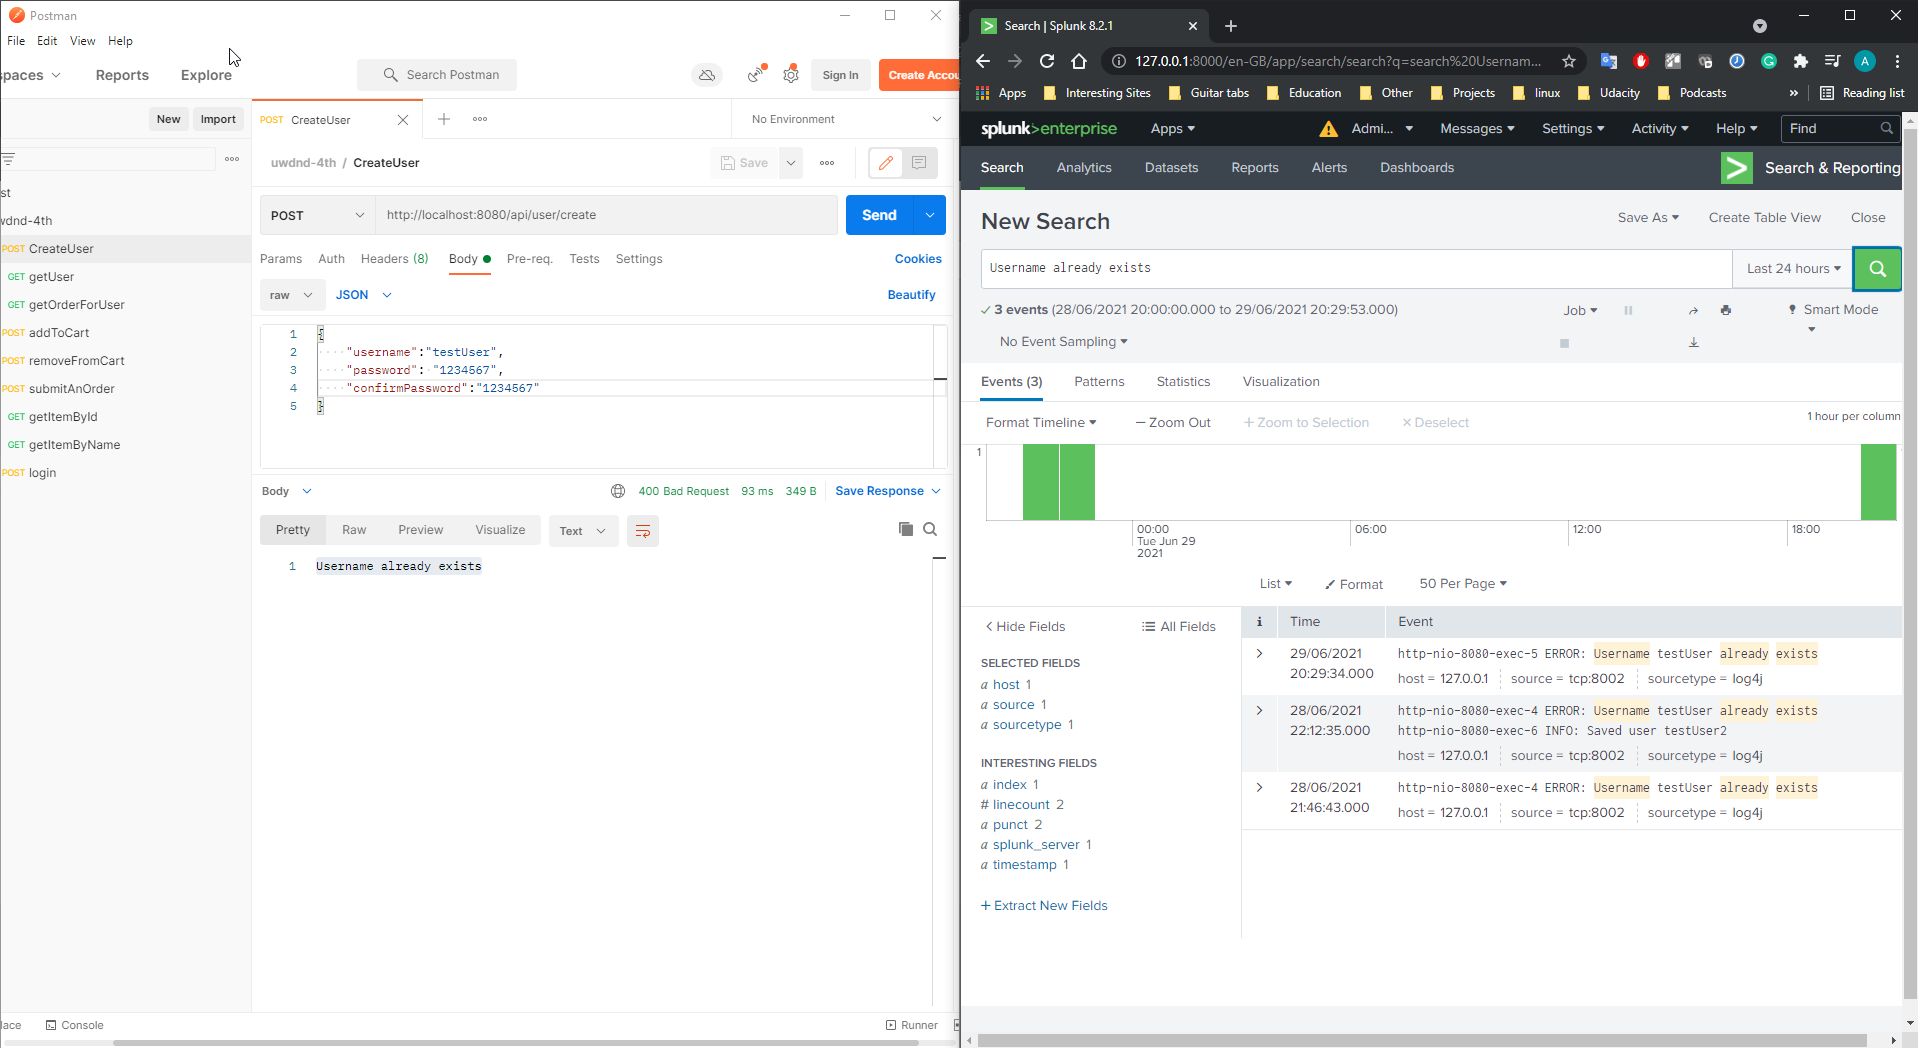 Postman
File Edit View Help
paces Reports Explore
Search Postman
Sign In
Create Accou
New Import
POST CreateUser
No Environment
uwdnd-4th / CreateUser
Save
st
wdnd-4th
POST CreateUser
GET getUser
GET getOrderForUser
POST addToCart
POST removeFromCart
POST submitAnOrder
GET getItemById
GET getItemByName
POST login
POST http://localhost:8080/api/user/create
Send
Params Auth Headers (8) Body Pre-req. Tests Settings Cookies
raw JSON Beautify
1 {
2 "username":"testUser",
3 "password": "1234567",
4 "confirmPassword":"1234567"
5 }
Body 400 Bad Request 93 ms 349 B Save Response
Pretty Raw Preview Visualize Text
1 Username already exists
lace Console Runner
Search | Splunk 8.2.1
127.0.0.1:8000/en-GB/app/search/search?q=search%20Usernam...
A
Apps Interesting Sites Guitar tabs Education Other Projects linux Udacity Podcasts » Reading list
splunk>enterprise Apps Admi... Messages Settings Activity Help Find
Search Analytics Datasets Reports Alerts Dashboards Search & Reporting
New Search
Save As Create Table View Close
Username already exists
Last 24 hours
3 events (28/06/2021 20:00:00.000 to 29/06/2021 20:29:53.000)
Job Smart Mode
No Event Sampling
Events (3) Patterns Statistics Visualization
Format Timeline — Zoom Out + Zoom to Selection × Deselect
1 hour per column
1
00:00 06:00 12:00 18:00
Tue Jun 29
2021
List Format 50 Per Page
< Hide Fields All Fields
SELECTED FIELDS
a host 1
a source 1
a sourcetype 1
INTERESTING FIELDS
a index 1
# linecount 2
a punct 2
a splunk_server 1
a timestamp 1
+ Extract New Fields
i Time Event
29/06/2021 http-nio-8080-exec-5 ERROR: Username testUser already exists
20:29:34.000 host = 127.0.0.1 source = tcp:8002 sourcetype = log4j
28/06/2021 http-nio-8080-exec-4 ERROR: Username testUser already exists
22:12:35.000 http-nio-8080-exec-6 INFO: Saved user testUser2
host = 127.0.0.1 source = tcp:8002 sourcetype = log4j
28/06/2021 http-nio-8080-exec-4 ERROR: Username testUser already exists
21:46:43.000 host = 127.0.0.1 source = tcp:8002 sourcetype = log4j